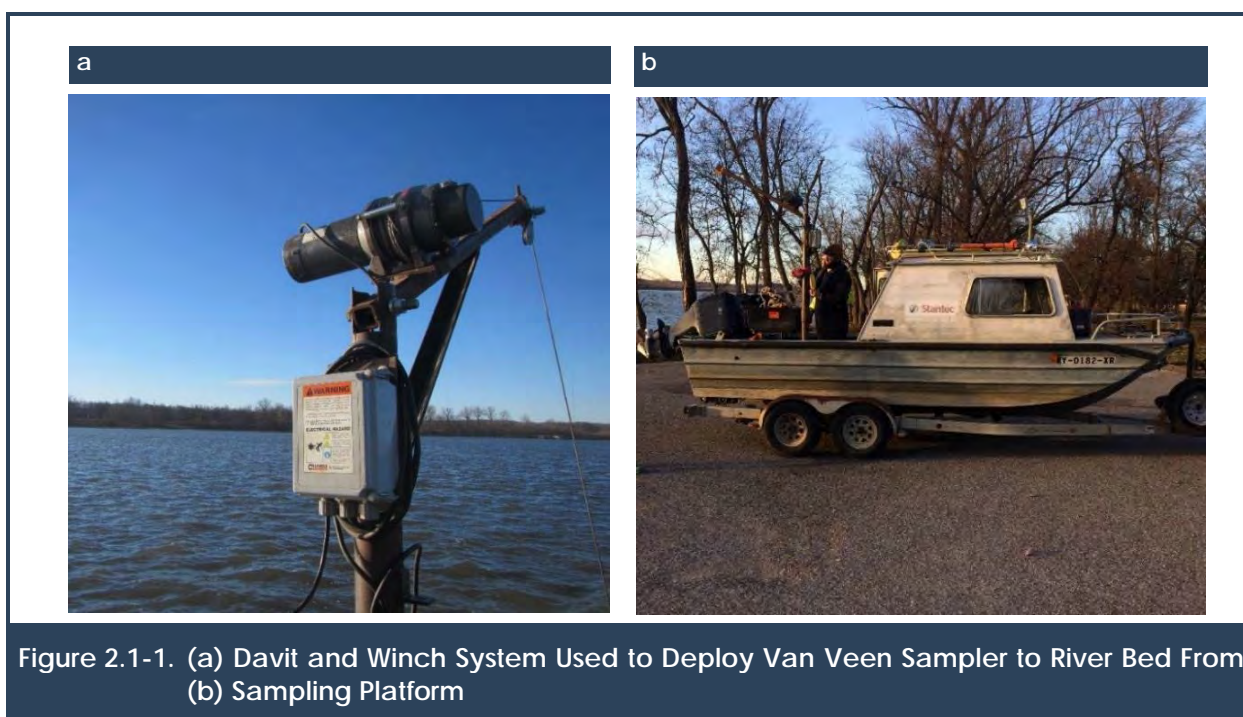 a
b
WARNING
ELECTRICAL HAZARD
Stantec
KY-0182-XR
Figure 2.1-1. (a) Davit and Winch System Used to Deploy Van Veen Sampler to River Bed From
(b) Sampling Platform